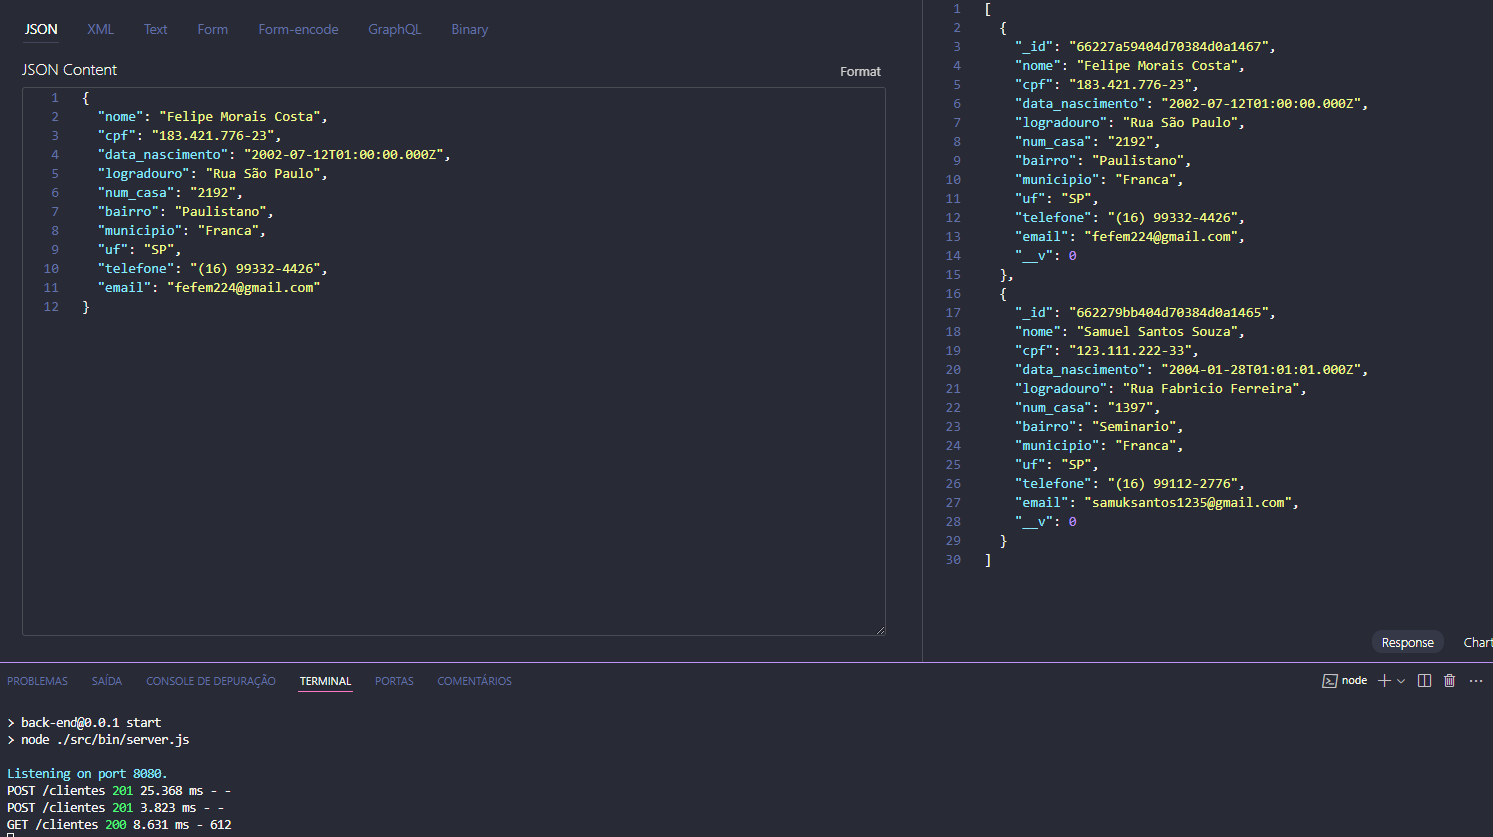 JSON XML Text Form Form-encode GraphQL Binary
JSON Content Format
1 {
2 "nome": "Felipe Morais Costa",
3 "cpf": "183.421.776-23",
4 "data_nascimento": "2002-07-12T01:00:00.000Z",
5 "logradouro": "Rua São Paulo",
6 "num_casa": "2192",
7 "bairro": "Paulistano",
8 "municipio": "Franca",
9 "uf": "SP",
10 "telefone": "(16) 99332-4426",
11 "email": "fefem224@gmail.com"
12 }
1 [
2 {
3 "_id": "66227a59404d70384d0a1467",
4 "nome": "Felipe Morais Costa",
5 "cpf": "183.421.776-23",
6 "data_nascimento": "2002-07-12T01:00:00.000Z",
7 "logradouro": "Rua São Paulo",
8 "num_casa": "2192",
9 "bairro": "Paulistano",
10 "municipio": "Franca",
11 "uf": "SP",
12 "telefone": "(16) 99332-4426",
13 "email": "fefem224@gmail.com",
14 "__v": 0
15 },
16 {
17 "_id": "662279bb404d70384d0a1465",
18 "nome": "Samuel Santos Souza",
19 "cpf": "123.111.222-33",
20 "data_nascimento": "2004-01-28T01:01:01.000Z",
21 "logradouro": "Rua Fabricio Ferreira",
22 "num_casa": "1397",
23 "bairro": "Seminario",
24 "municipio": "Franca",
25 "uf": "SP",
26 "telefone": "(16) 99112-2776",
27 "email": "samuksantos1235@gmail.com",
28 "__v": 0
29 }
30 ]
Response Chart
PROBLEMAS SAÍDA CONSOLE DE DEPURAÇÃO TERMINAL PORTAS COMENTÁRIOS node
> back-end@0.0.1 start
> node ./src/bin/server.js
Listening on port 8080.
POST /clientes 201 25.368 ms - -
POST /clientes 201 3.823 ms - -
GET /clientes 200 8.631 ms - 612